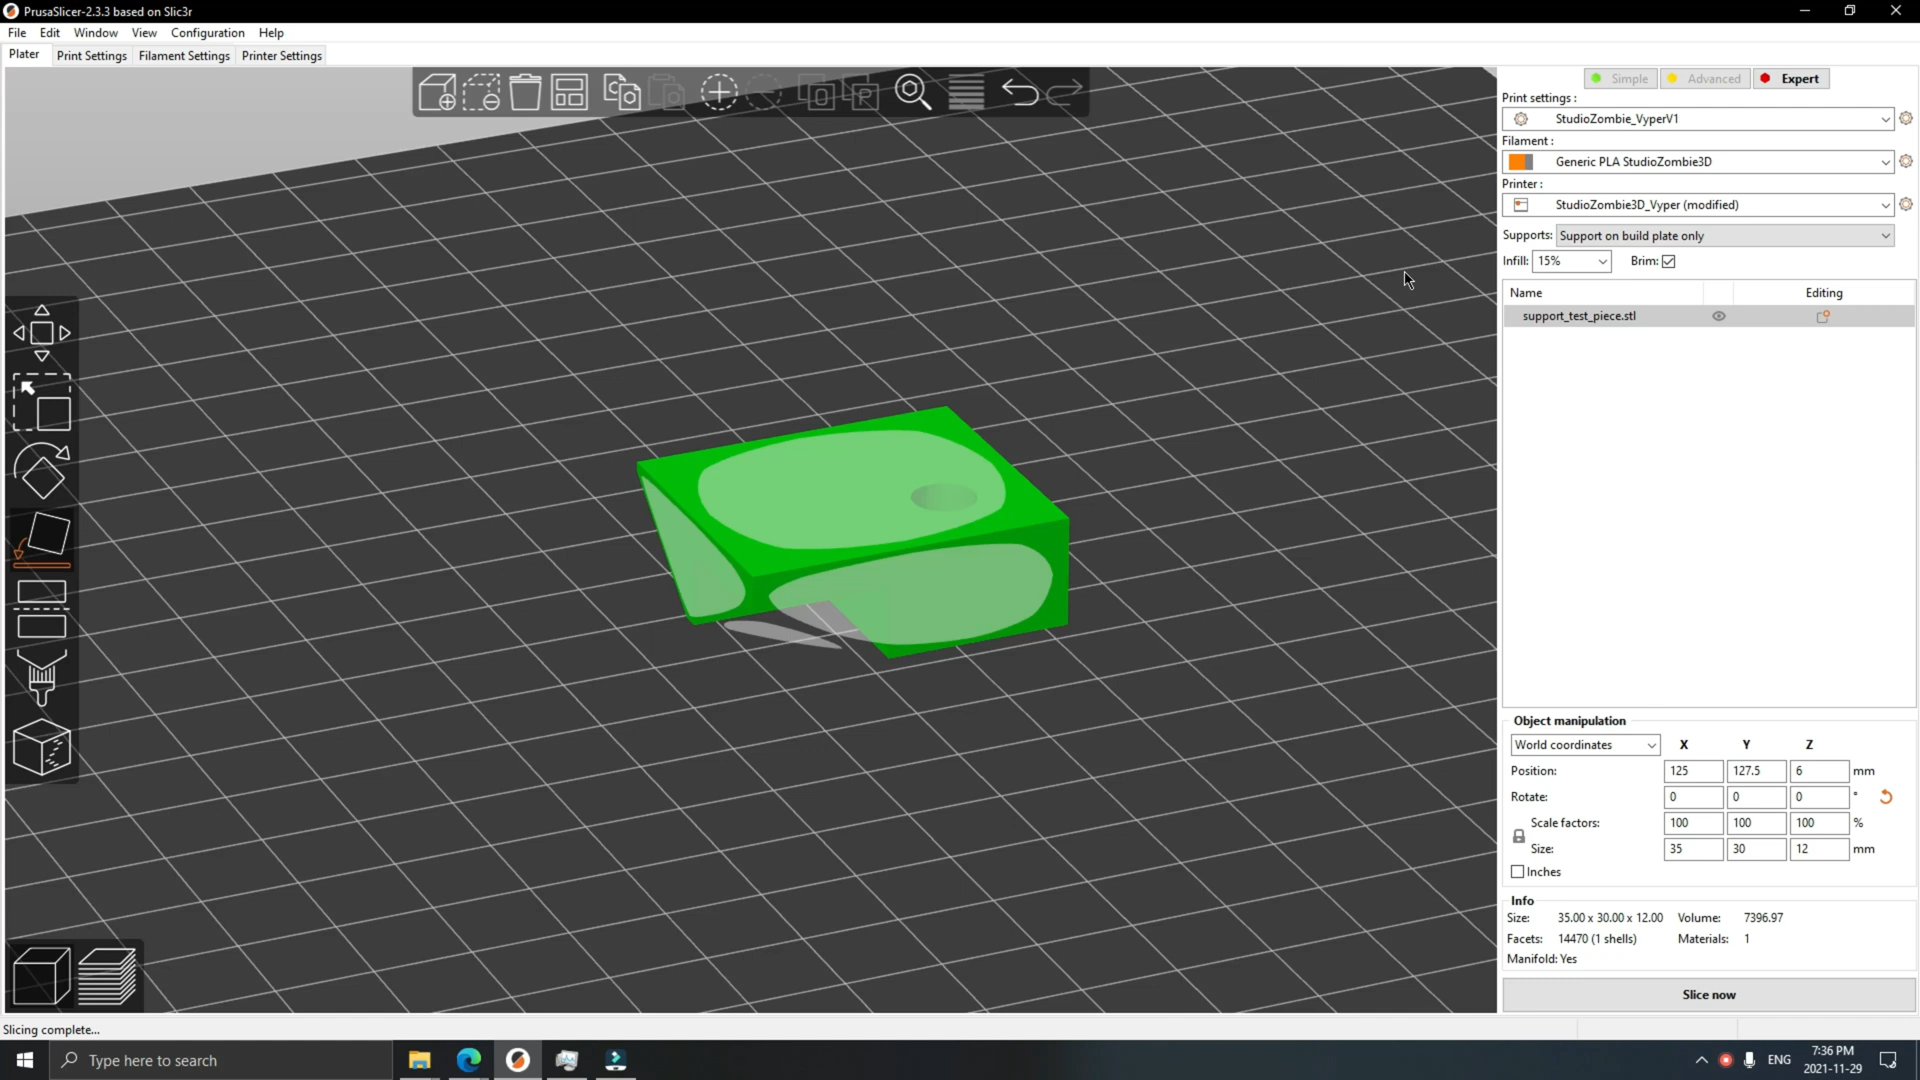 PrusaSlicer-2.3.3 based on Slic3r
File Edit Window View Configuration Help
Plater Print Settings Filament Settings Printer Settings
Simple Advanced Expert
Print settings :
StudioZombie_VyperV1
Filament :
Generic PLA StudioZombie3D
Printer :
StudioZombie3D_Vyper (modified)
Supports: Support on build plate only
Infill: 15% Brim:
Name Editing
support_test_piece.stl
Object manipulation
World coordinates X Y Z
Position: 125 127.5 6 mm
Rotate: 0 0 0 °
Scale factors: 100 100 100 %
Size: 35 30 12 mm
Inches
Info
Size: 35.00 x 30.00 x 12.00 Volume: 7396.97
Facets: 14470 (1 shells) Materials: 1
Manifold: Yes
Slice now
Slicing complete...
Type here to search
ENG
7:36 PM
2021-11-29